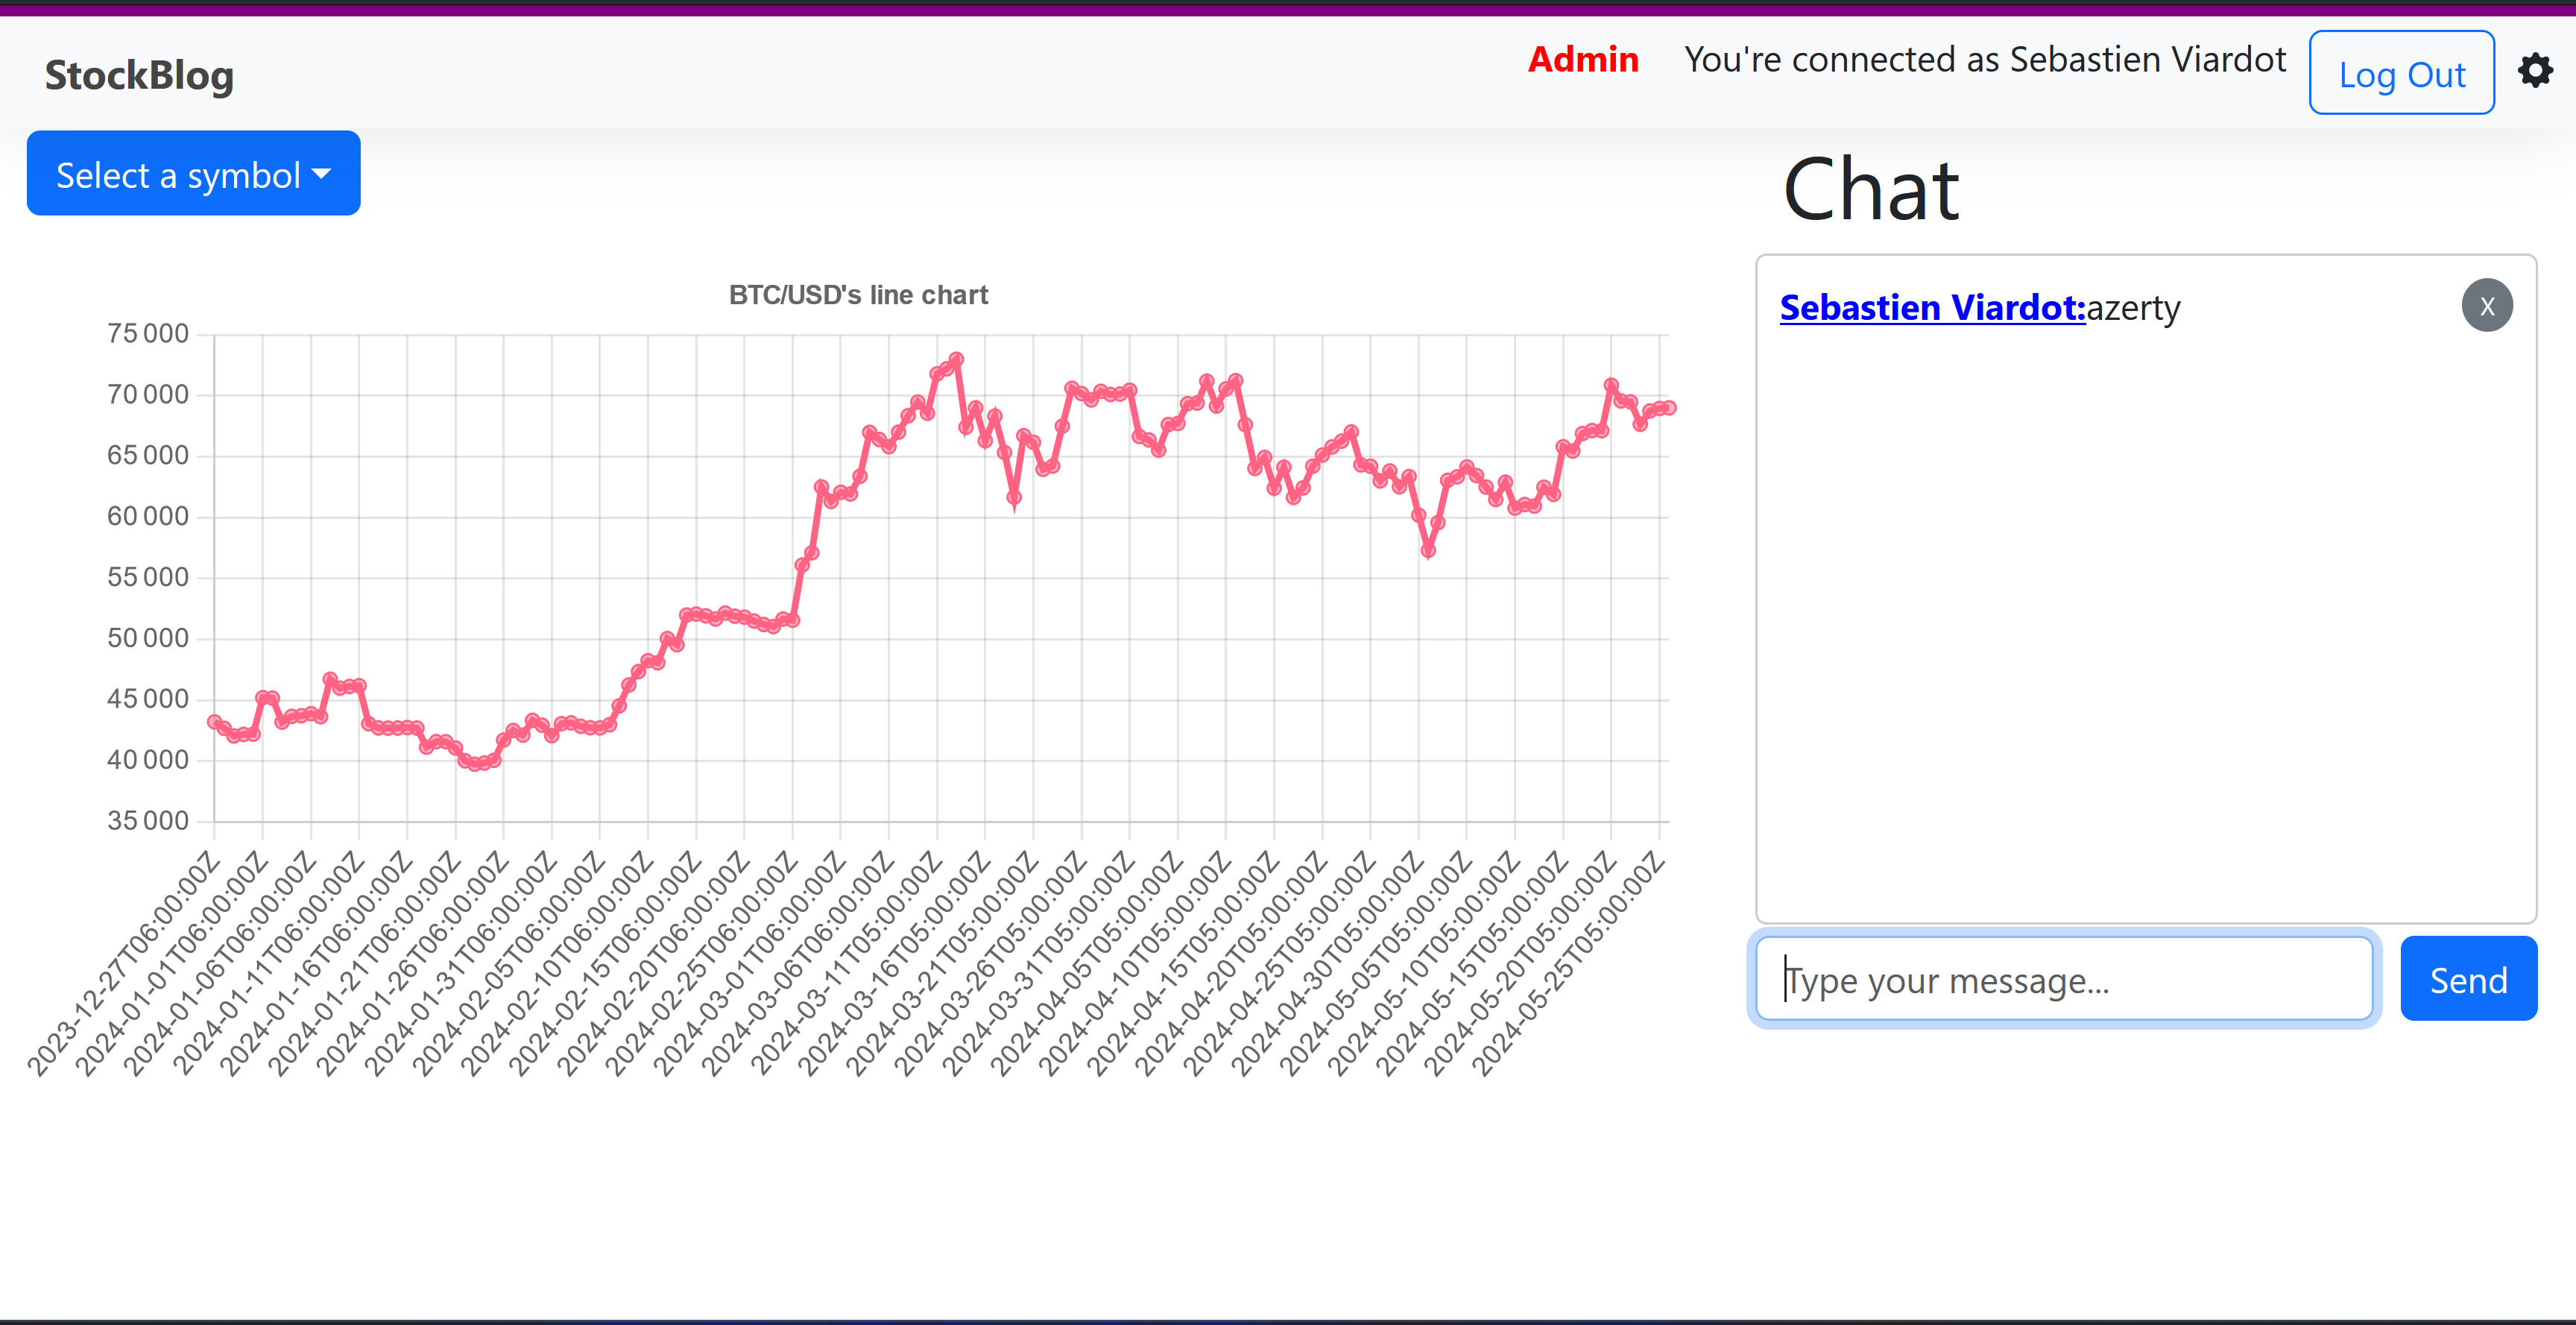 StockBlog
Admin
You're connected as Sebastien Viardot
Log Out
Select a symbol
BTC/USD's line chart
75 000
70 000
65 000
60 000
55 000
50 000
45 000
40 000
35 000
2023-12-27T06:00:00Z
2024-01-01T06:00:00Z
2024-01-06T06:00:00Z
2024-01-11T06:00:00Z
2024-01-16T06:00:00Z
2024-01-21T06:00:00Z
2024-01-26T06:00:00Z
2024-01-31T06:00:00Z
2024-02-05T06:00:00Z
2024-02-10T06:00:00Z
2024-02-15T06:00:00Z
2024-02-20T06:00:00Z
2024-02-25T06:00:00Z
2024-03-01T06:00:00Z
2024-03-06T06:00:00Z
2024-03-11T05:00:00Z
2024-03-16T05:00:00Z
2024-03-21T05:00:00Z
2024-03-26T05:00:00Z
2024-03-31T05:00:00Z
2024-04-05T05:00:00Z
2024-04-10T05:00:00Z
2024-04-15T05:00:00Z
2024-04-20T05:00:00Z
2024-04-25T05:00:00Z
2024-04-30T05:00:00Z
2024-05-05T05:00:00Z
2024-05-10T05:00:00Z
2024-05-15T05:00:00Z
2024-05-20T05:00:00Z
2024-05-25T05:00:00Z
Chat
Sebastien Viardot:azerty
X
Type your message...
Send